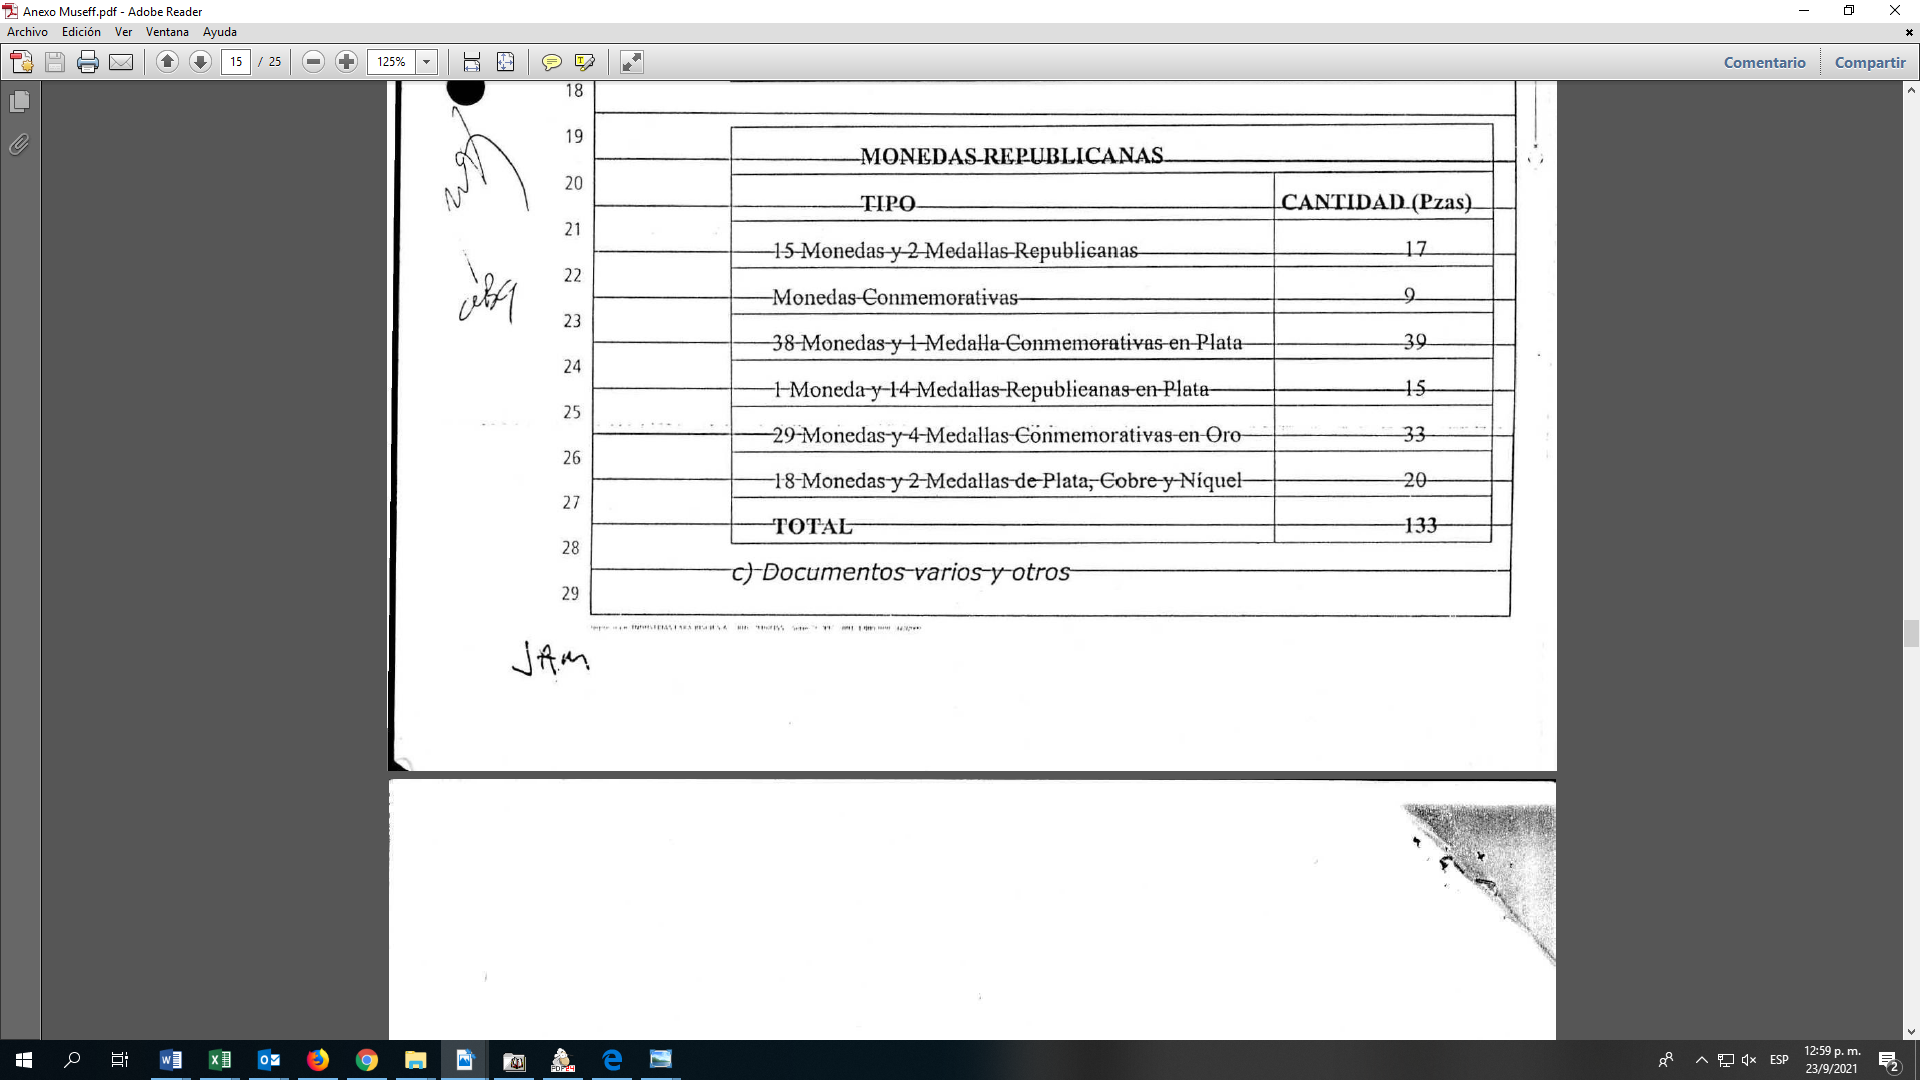 Anexo Museff.pdf - Adobe Reader
Archivo Edición Ver Ventana Ayuda
15 / 25 125% Comentario Compartir
18
19
MONEDAS REPUBLICANAS
20
TIPO CANTIDAD (Pzas)
21
15 Monedas y 2 Medallas Republicanas 17
22
Monedas Conmemorativas 9
23
38 Monedas y 1 Medalla Conmemorativas en Plata 39
24
1 Moneda y 14 Medallas Republicanas en Plata 15
25
29 Monedas y 4 Medallas Conmemorativas en Oro 33
26
18 Monedas y 2 Medallas de Plata, Cobre y Níquel 20
27
TOTAL 133
28
c) Documentos varios y otros
29
JAM
ESP
12:59 p. m.
23/9/2021
2